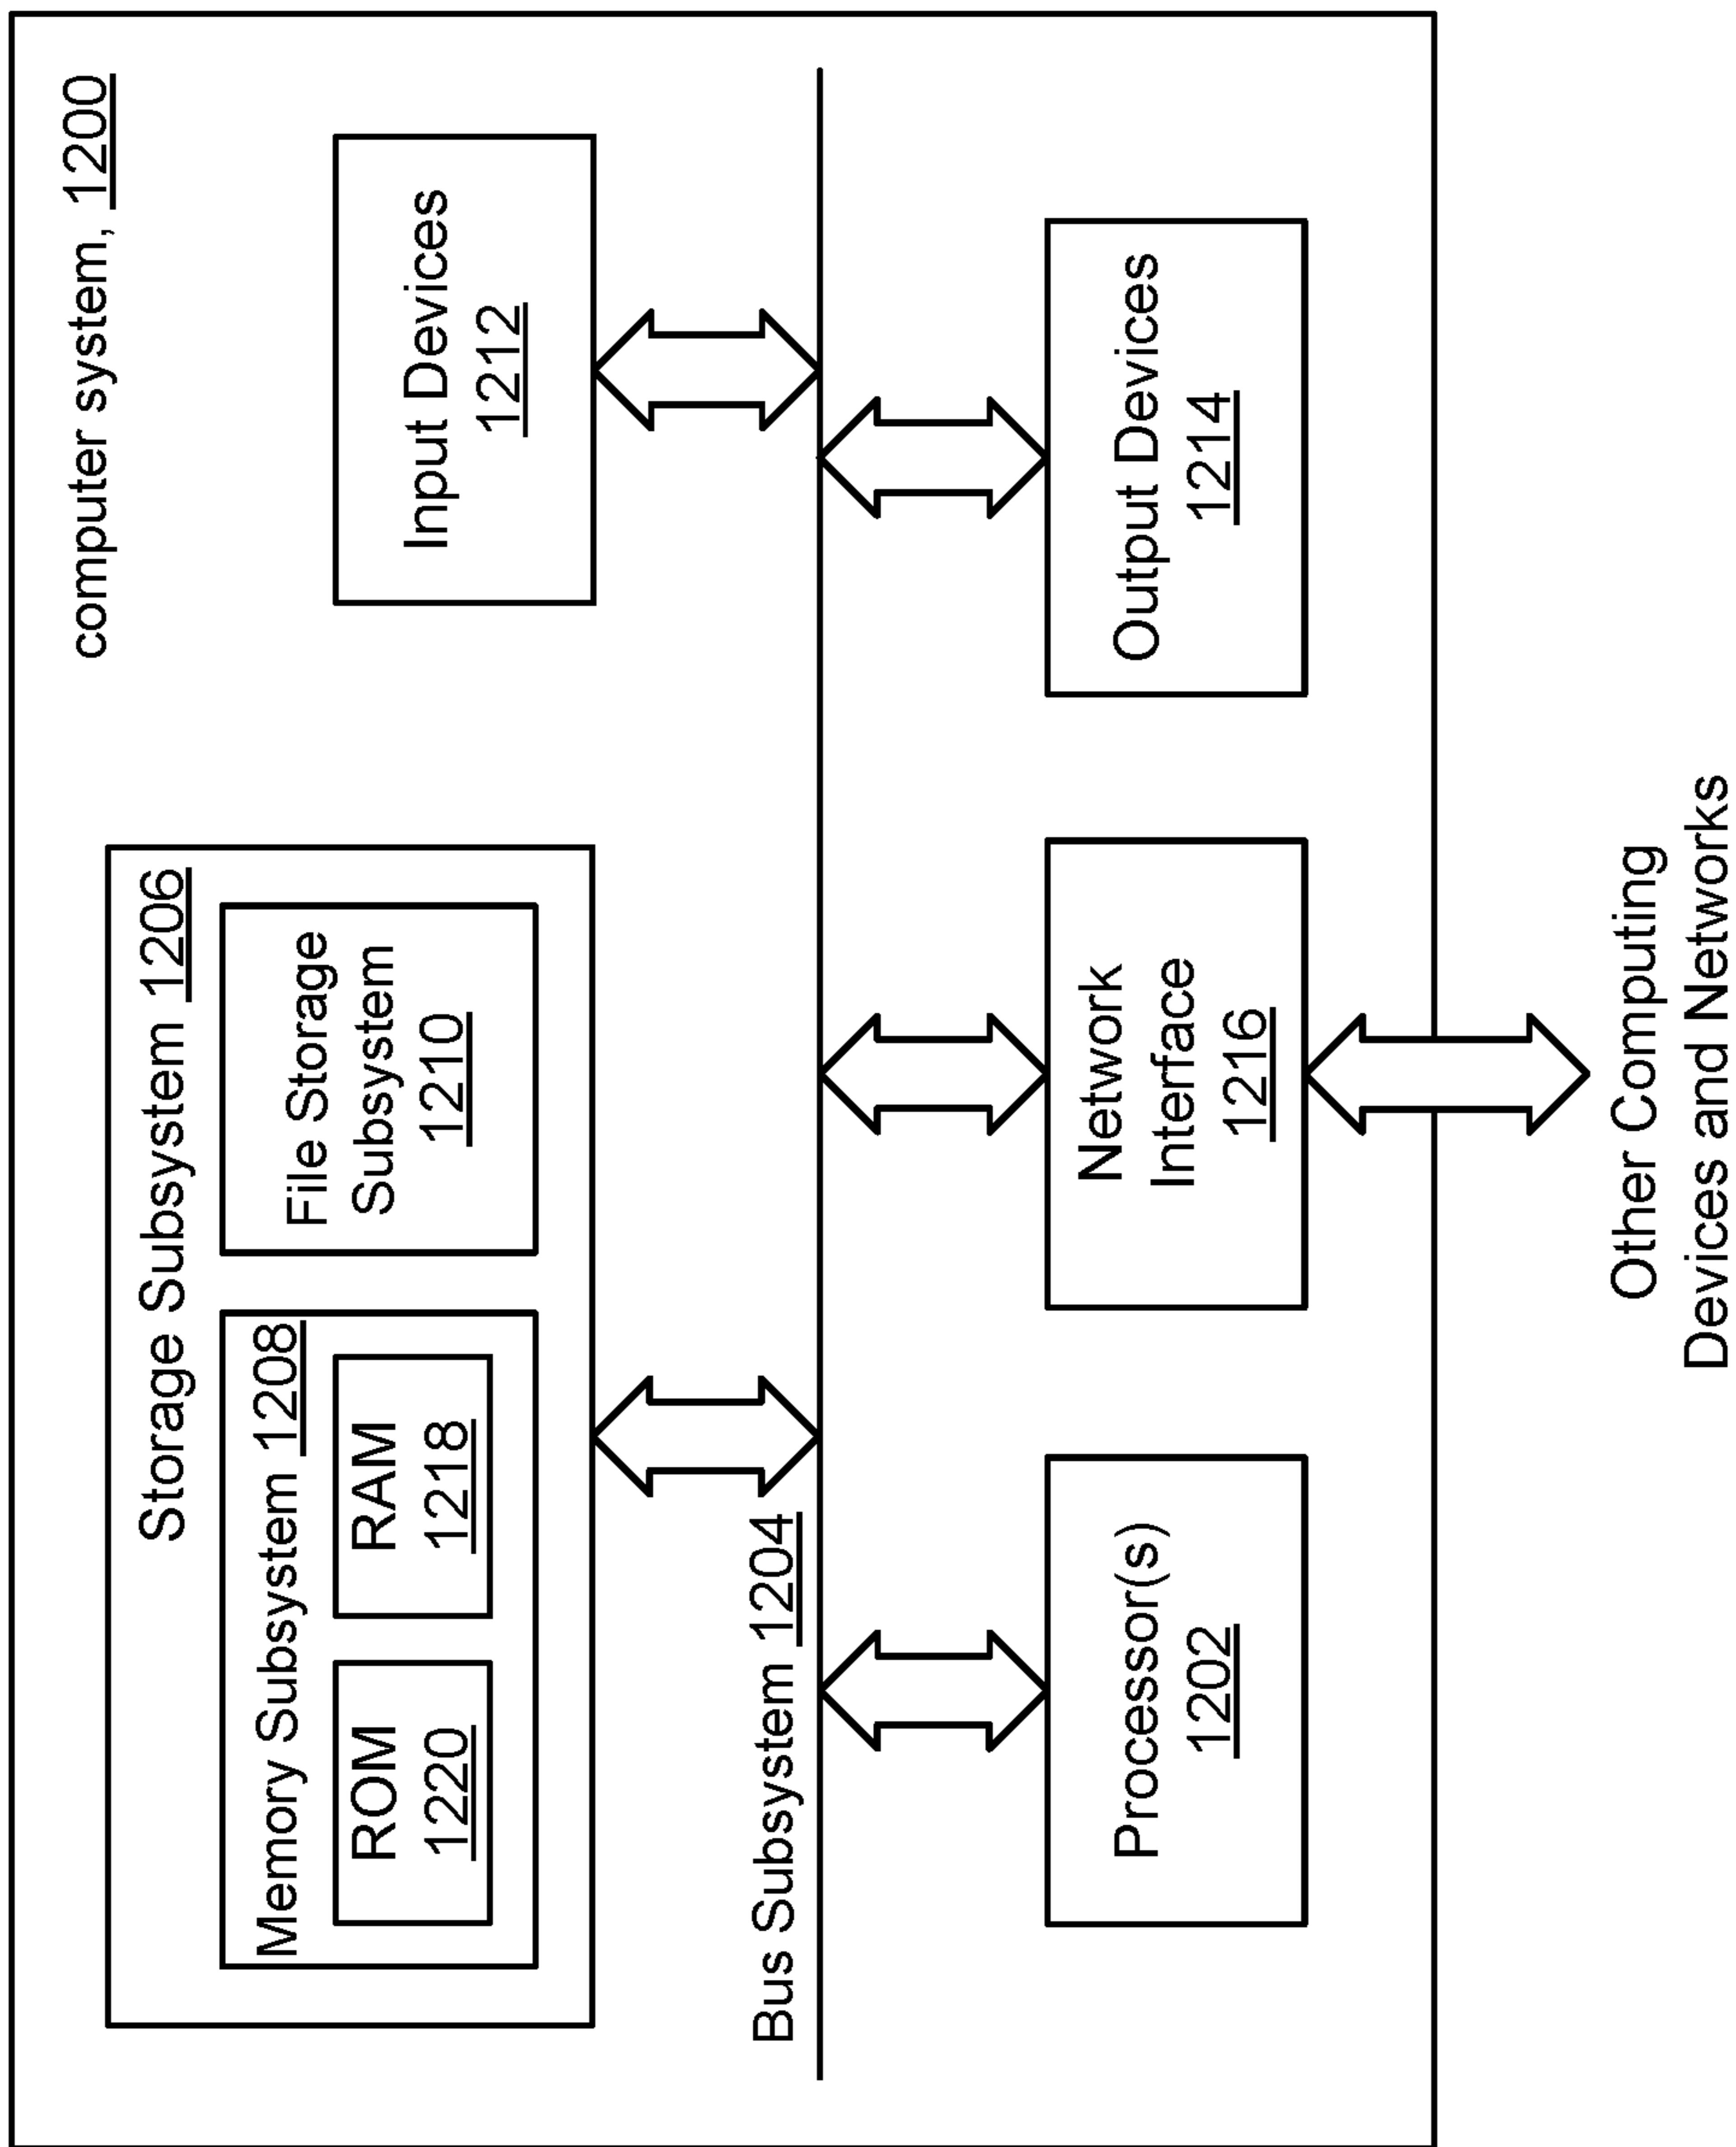 computer system, 1200
Storage Subsystem 1206
Memory Subsystem 1208
ROM
1220
RAM
1218
File Storage
Subsystem
1210
Input Devices
1212
Bus Subsystem 1204
Processor(s)
1202
Network
Interface
1216
Output Devices
1214
Other Computing
Devices and Networks